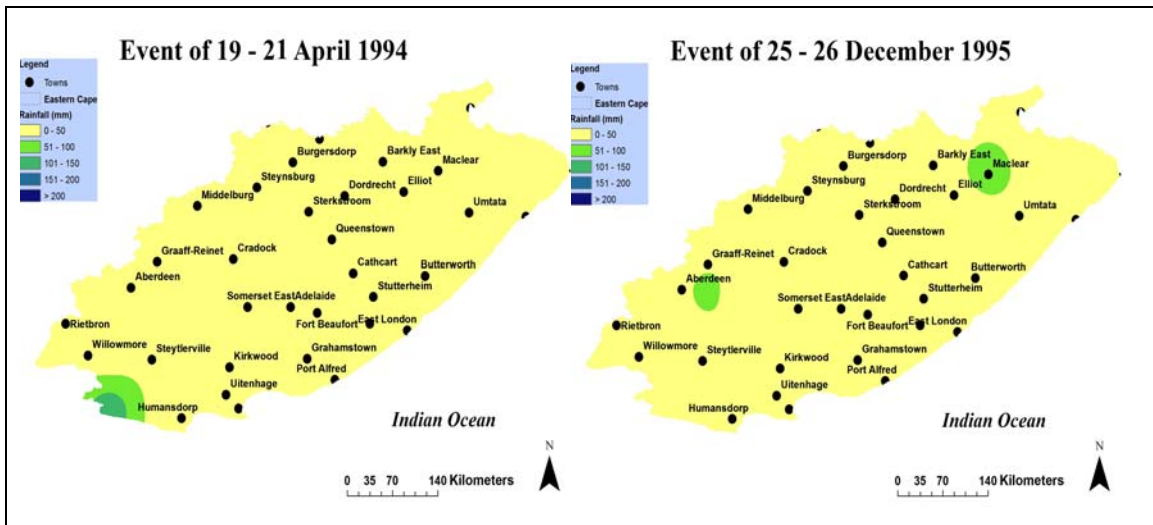 Event of 19 - 21 April 1994
Legend
Towns
Eastern Cape
Rainfall (mm)
0 - 50
51 - 100
101 - 150
151 - 200
> 200
Burgersdorp
Barkly East
Maclear
Steynsburg
Dordrecht
Elliot
Middelburg
Sterkstroom
Umtata
Queenstown
Graaff-Reinet
Cradock
Cathcart
Butterworth
Aberdeen
Stutterheim
Somerset East
Adelaide
Rietbron
Fort Beaufort
East London
Willowmore
Steytlerville
Kirkwood
Grahamstown
Port Alfred
Uitenhage
Humansdorp
Indian Ocean
N
0 35 70 140 Kilometers
Event of 25 - 26 December 1995
Legend
Towns
Eastern Cape
Rainfall (mm)
0 - 50
51 - 100
101 - 150
151 - 200
> 200
Burgersdorp
Barkly East
Maclear
Steynsburg
Dordrecht
Elliot
Middelburg
Sterkstroom
Umtata
Queenstown
Graaff-Reinet
Cradock
Cathcart
Butterworth
Aberdeen
Stutterheim
Somerset East
Adelaide
Rietbron
Fort Beaufort
East London
Willowmore
Steytlerville
Kirkwood
Grahamstown
Port Alfred
Uitenhage
Humansdorp
Indian Ocean
N
0 35 70 140 Kilometers